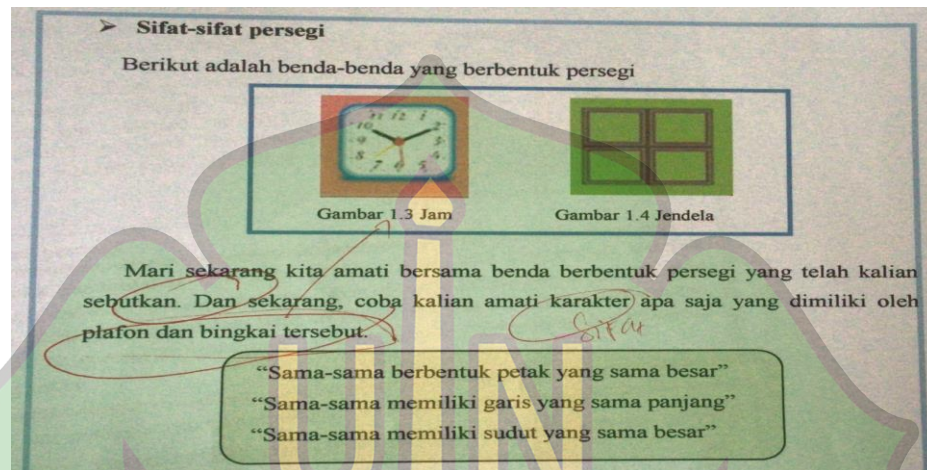 ➢ Sifat-sifat persegi
Berikut adalah benda-benda yang berbentuk persegi
11 12 1
10 2
9 3
8 4
7 6 5
Gambar 1.3 Jam Gambar 1.4 Jendela
Mari sekarang kita amati bersama benda berbentuk persegi yang telah kalian
sebutkan. Dan sekarang, coba kalian amati karakter apa saja yang dimiliki oleh
plafon dan bingkai tersebut.
Sifat
“Sama-sama berbentuk petak yang sama besar”
“Sama-sama memiliki garis yang sama panjang”
“Sama-sama memiliki sudut yang sama besar”
UIN